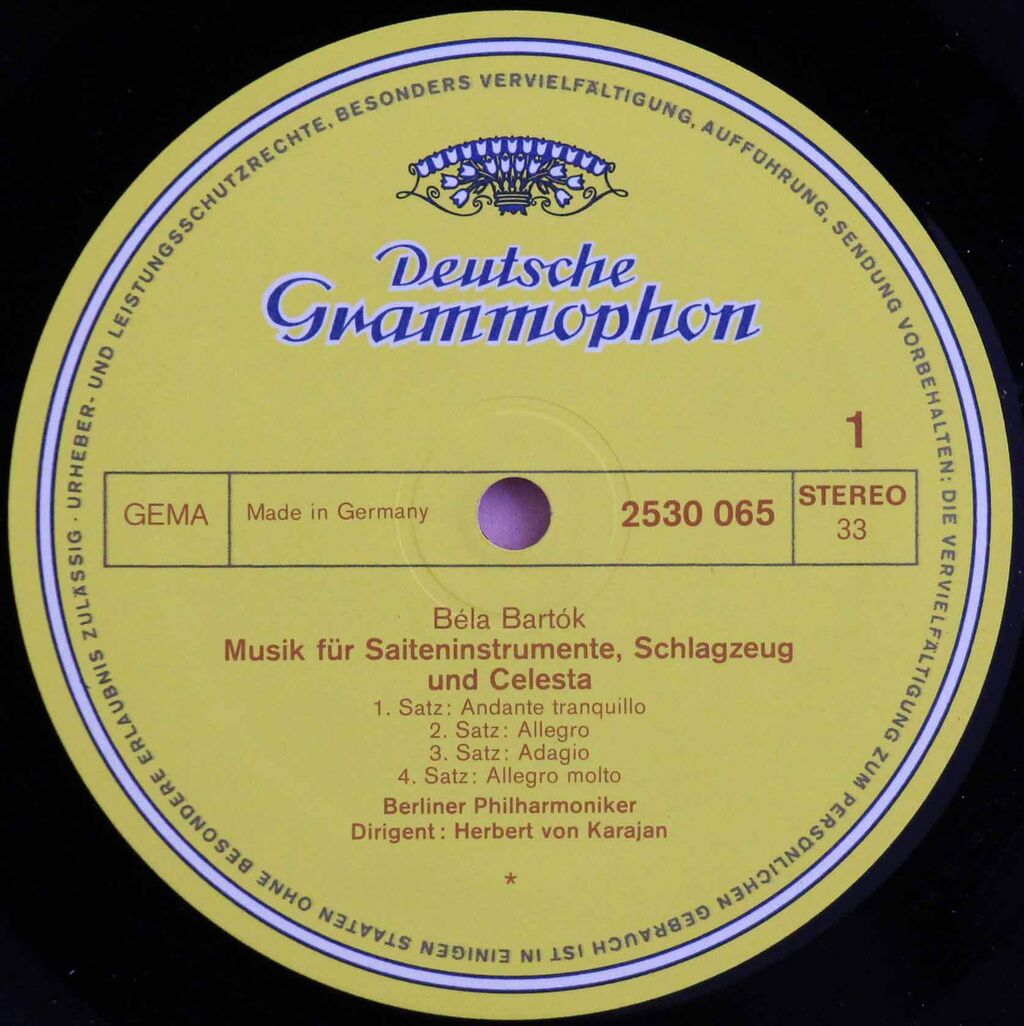 Deutsche
Grammophon
1
GEMA
Made in Germany
2530 065
STEREO
33
Béla Bartók
Musik für Saiteninstrumente, Schlagzeug
und Celesta
1. Satz: Andante tranquillo
2. Satz: Allegro
3. Satz: Adagio
4. Satz: Allegro molto
Berliner Philharmoniker
Dirigent: Herbert von Karajan
*
URHEBER- UND LEISTUNGSSCHUTZRECHTE, BESONDERS VERVIELFÄLTIGUNG, AUFFÜHRUNG, SENDUNG VORBEHALTEN: DIE VERVIELFÄLTIGUNG ZUM PERSÖNLICHEN GEBRAUCH IST IN EINIGEN STAATEN OHNE BESONDERE ERLAUBNIS ZULÄSSIG ·